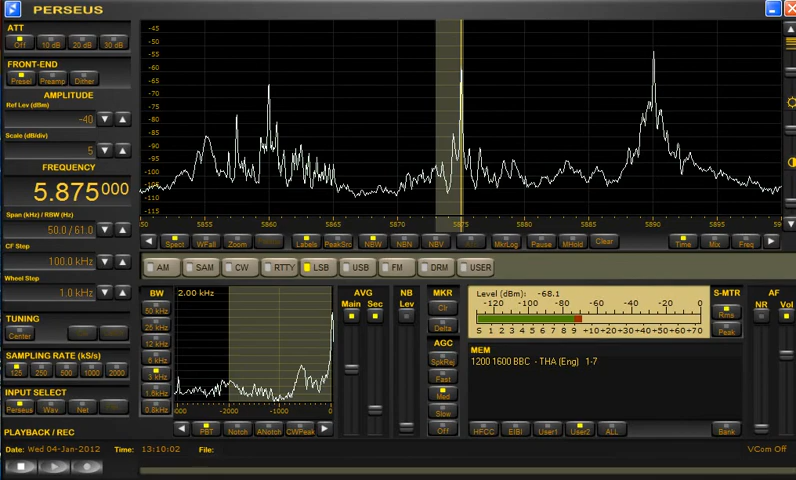 PERSEUS
ATT
Off 10 dB 20 dB 30 dB
FRONT-END
Presel Preamp Dither
AMPLITUDE
Ref Lev (dBm)
-40
Scale (dB/div)
5
FREQUENCY
5.875000
Span (kHz) / RBW (Hz)
50.0/ 61.0
CF Step
100.0 kHz
Wheel Step
1.0 kHz
TUNING
Center
SAMPLING RATE (kS/s)
125 250 500 1000 2000
INPUT SELECT
Perseus Wav Net
PLAYBACK / REC
-45
-50
-55
-60
-65
-70
-75
-80
-85
-90
-95
-100
-105
-110
-115
50 5855 5860 5865 5870 5875 5880 5885 5890 5895 59
Spect WFall Zoom Labels PeakSrc NBW NBN NBV MkrLog Pause MHold Clear Time Mix Freq
AM SAM CW RTTY LSB USB FM DRM USER
BW
50 kHz
25 kHz
12 kHz
6 kHz
3 kHz
1.6kHz
0.8kHz
2.00 kHz
3000 -2000 -1000 0
PBT Notch ANotch CWPeak
AVG
Main Sec
NB
Lev
MKR
Clr
Delta
AGC
SpkRej
Fast
Med
Slow
Off
Level (dBm): -68.1
-120 -100 -80 -60 -40 -20 0
S 1 2 3 4 5 6 7 8 9 +10+20+30+40+50+60+70
S-MTR
Rms
Peak
AF
NR Vol
MEM
1200 1600 BBC - THA (Eng) 1-7
HFCC EIBI User1 User2 ALL Bank
Date: Wed 04-Jan-2012 Time: 13:10:02 File: VCom Off